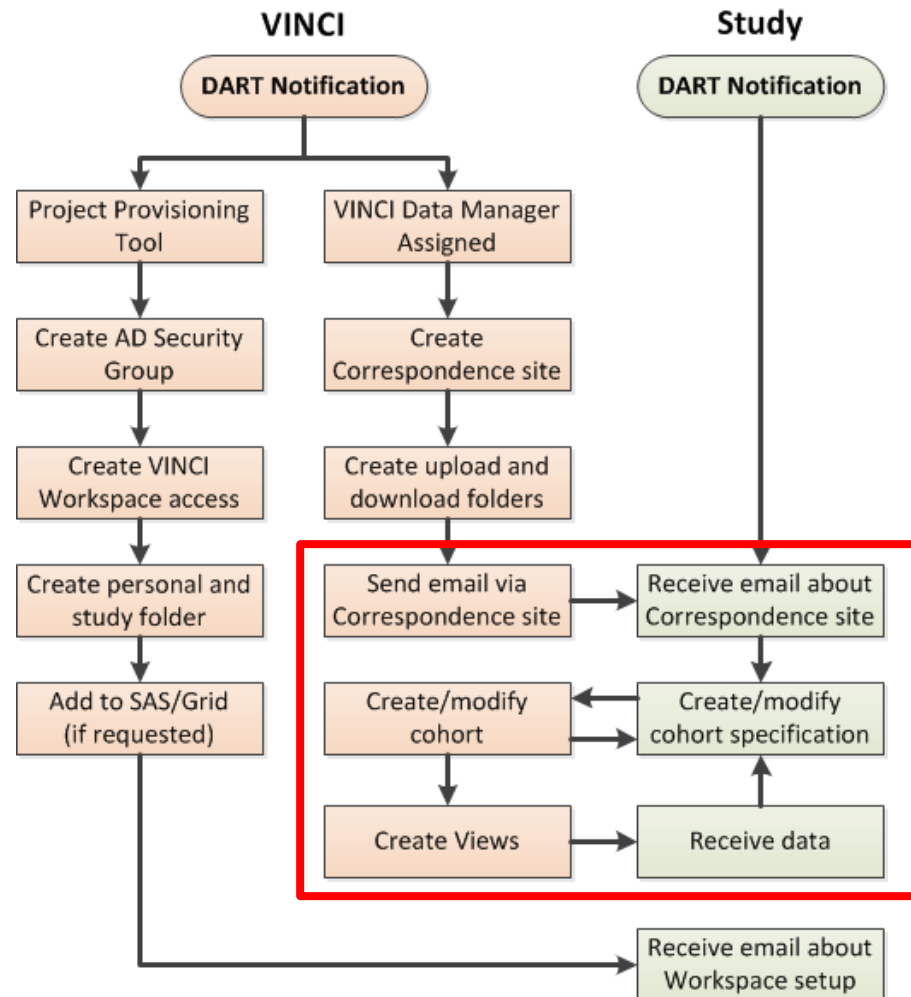 VINCI
Study
DART Notification
DART Notification
Project Provisioning
Tool
VINCI Data Manager
Assigned
Create AD Security
Group
Create
Correspondence site
Create VINCI
Workspace access
Create upload and
download folders
Create personal and
study folder
Send email via
Correspondence site
Receive email about
Correspondence site
Add to SAS/Grid
(if requested)
Create/modify
cohort
Create/modify
cohort specification
Create Views
Receive data
Receive email about
Workspace setup